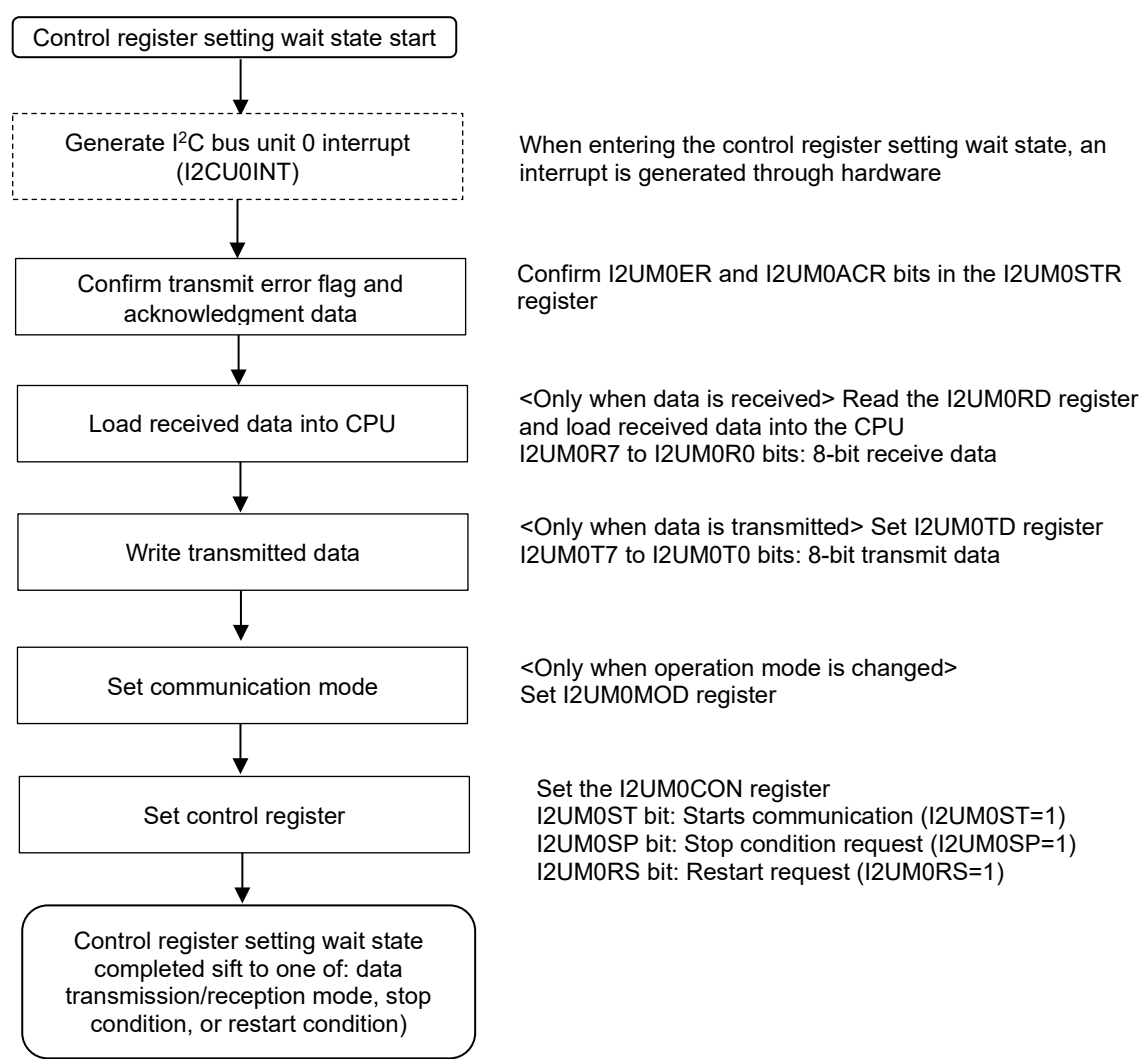 Control register setting wait state start
Generate I²C bus unit 0 interrupt
(I2CU0INT)
When entering the control register setting wait state, an
interrupt is generated through hardware
Confirm transmit error flag and
acknowledgment data
Confirm I2UM0ER and I2UM0ACR bits in the I2UM0STR
register
Load received data into CPU
<Only when data is received> Read the I2UM0RD register
and load received data into the CPU
I2UM0R7 to I2UM0R0 bits: 8-bit receive data
Write transmitted data
<Only when data is transmitted> Set I2UM0TD register
I2UM0T7 to I2UM0T0 bits: 8-bit transmit data
Set communication mode
<Only when operation mode is changed>
Set I2UM0MOD register
Set control register
Set the I2UM0CON register
I2UM0ST bit: Starts communication (I2UM0ST=1)
I2UM0SP bit: Stop condition request (I2UM0SP=1)
I2UM0RS bit: Restart request (I2UM0RS=1)
Control register setting wait state
completed sift to one of: data
transmission/reception mode, stop
condition, or restart condition)